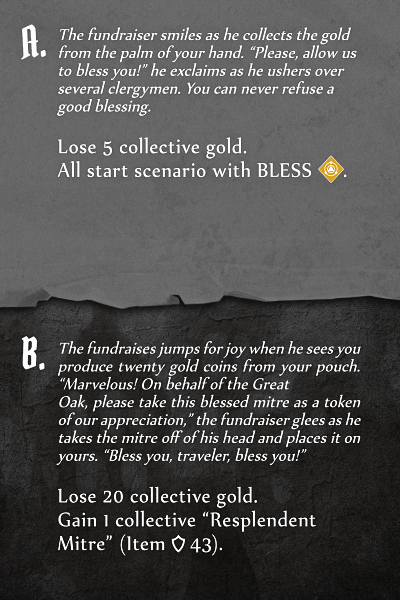 A.
The fundraiser smiles as he collects the gold
from the palm of your hand. “Please, allow us
to bless you!” he exclaims as he ushers over
several clergymen. You can never refuse a
good blessing.
Lose 5 collective gold.
All start scenario with BLESS .
B.
The fundraises jumps for joy when he sees you
produce twenty gold coins from your pouch.
“Marvelous! On behalf of the Great
Oak, please take this blessed mitre as a token
of our appreciation,” the fundraiser glees as he
takes the mitre off of his head and places it on
yours. “Bless you, traveler, bless you!”
Lose 20 collective gold.
Gain 1 collective “Resplendent
Mitre” (Item 43).